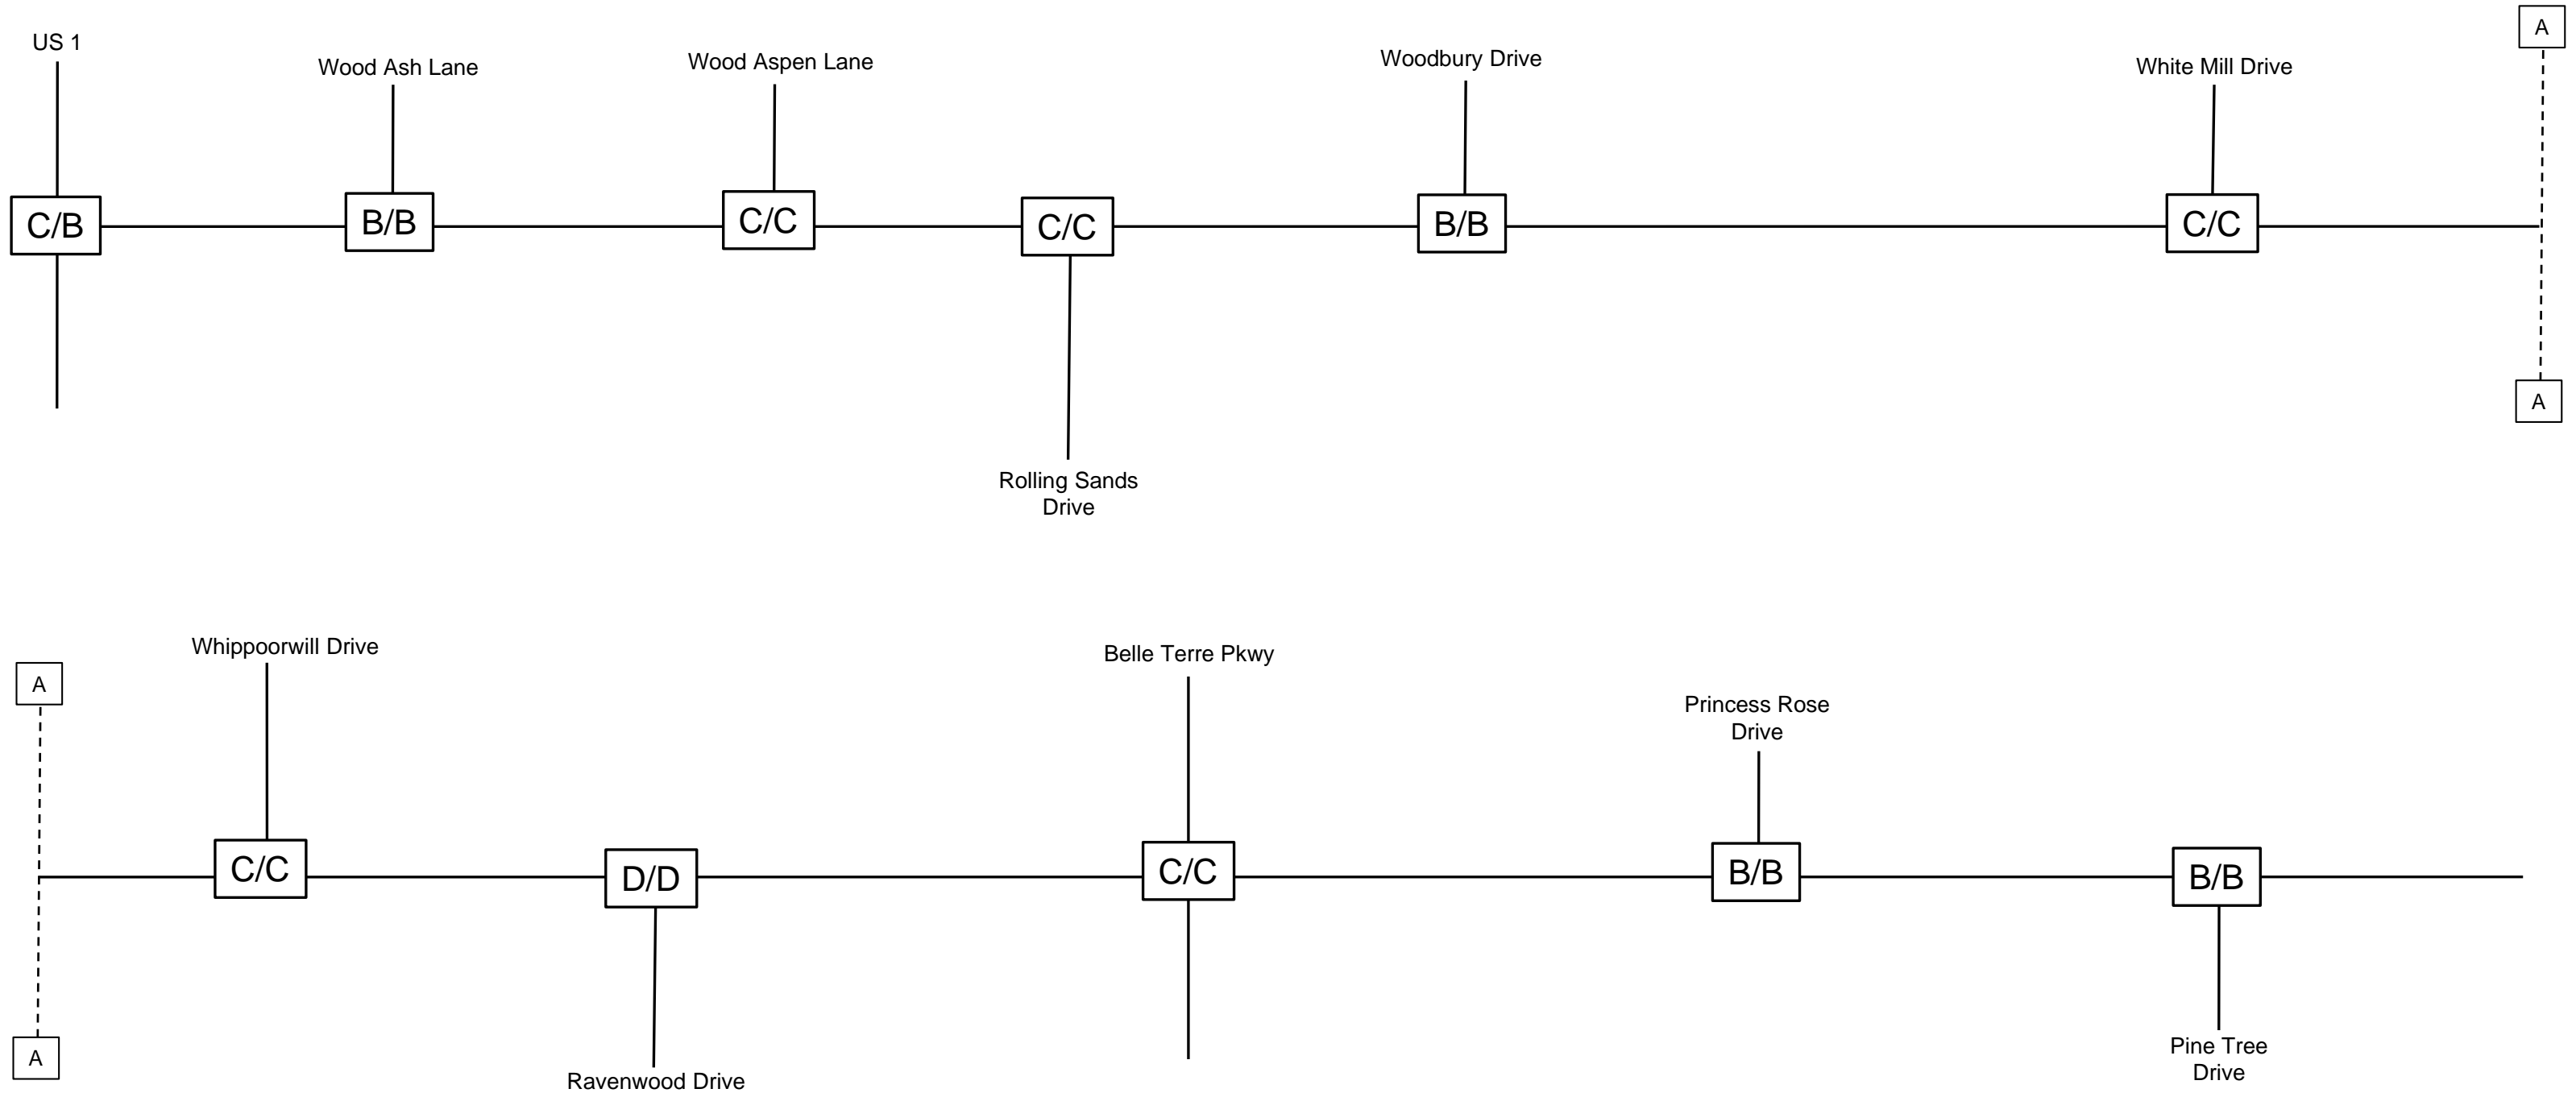 A
US 1
Wood Ash Lane
Wood Aspen Lane
Woodbury Drive
White Mill Drive
C/B
B/B
C/C
C/C
B/B
C/C
A
Rolling Sands
Drive
Whippoorwill Drive
Belle Terre Pkwy
A
Princess Rose
Drive
C/C
D/D
C/C
B/B
B/B
A
Ravenwood Drive
Pine Tree
Drive